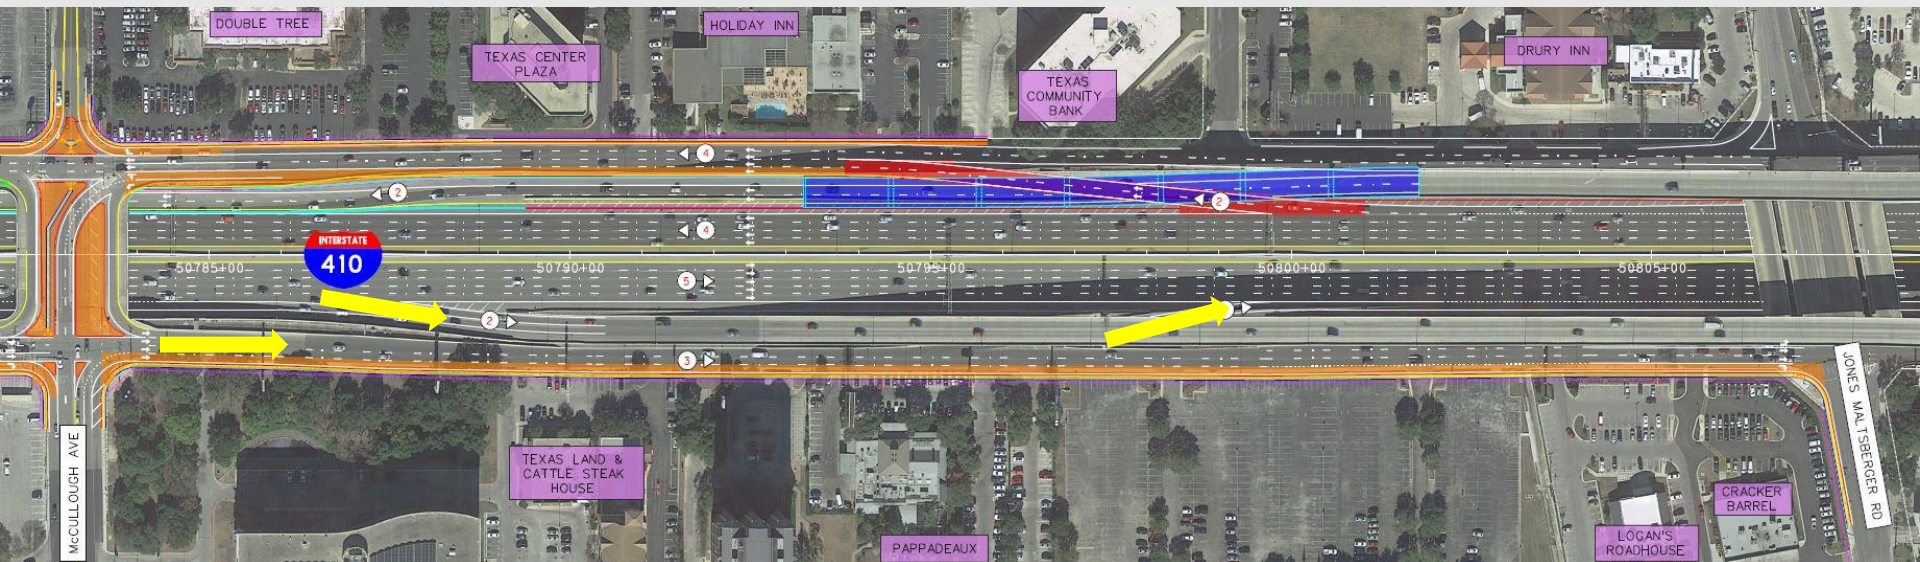 DOUBLE TREE
TEXAS CENTER
PLAZA
HOLIDAY INN
TEXAS
COMMUNITY
BANK
DRURY INN
4
2
2
4
INTERSTATE
410
50785+00
50790+00
50795+00
50800+00
50805+00
5
2
3
McCULLOUGH AVE
JONES MALTSBERGER RD
TEXAS LAND &
CATTLE STEAK
HOUSE
PAPPADEAUX
LOGAN'S
ROADHOUSE
CRACKER
BARREL